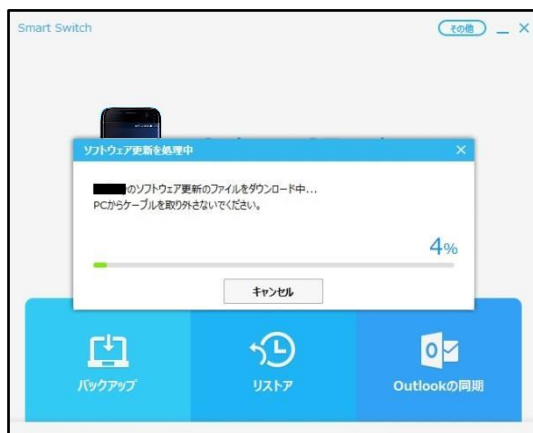 Smart Switch
その他
ソフトウェア更新を処理中
のソフトウェア更新のファイルをダウンロード中...
PCからケーブルを取り外さないでください。
4%
キャンセル
バックアップ
リストア
Outlookの同期